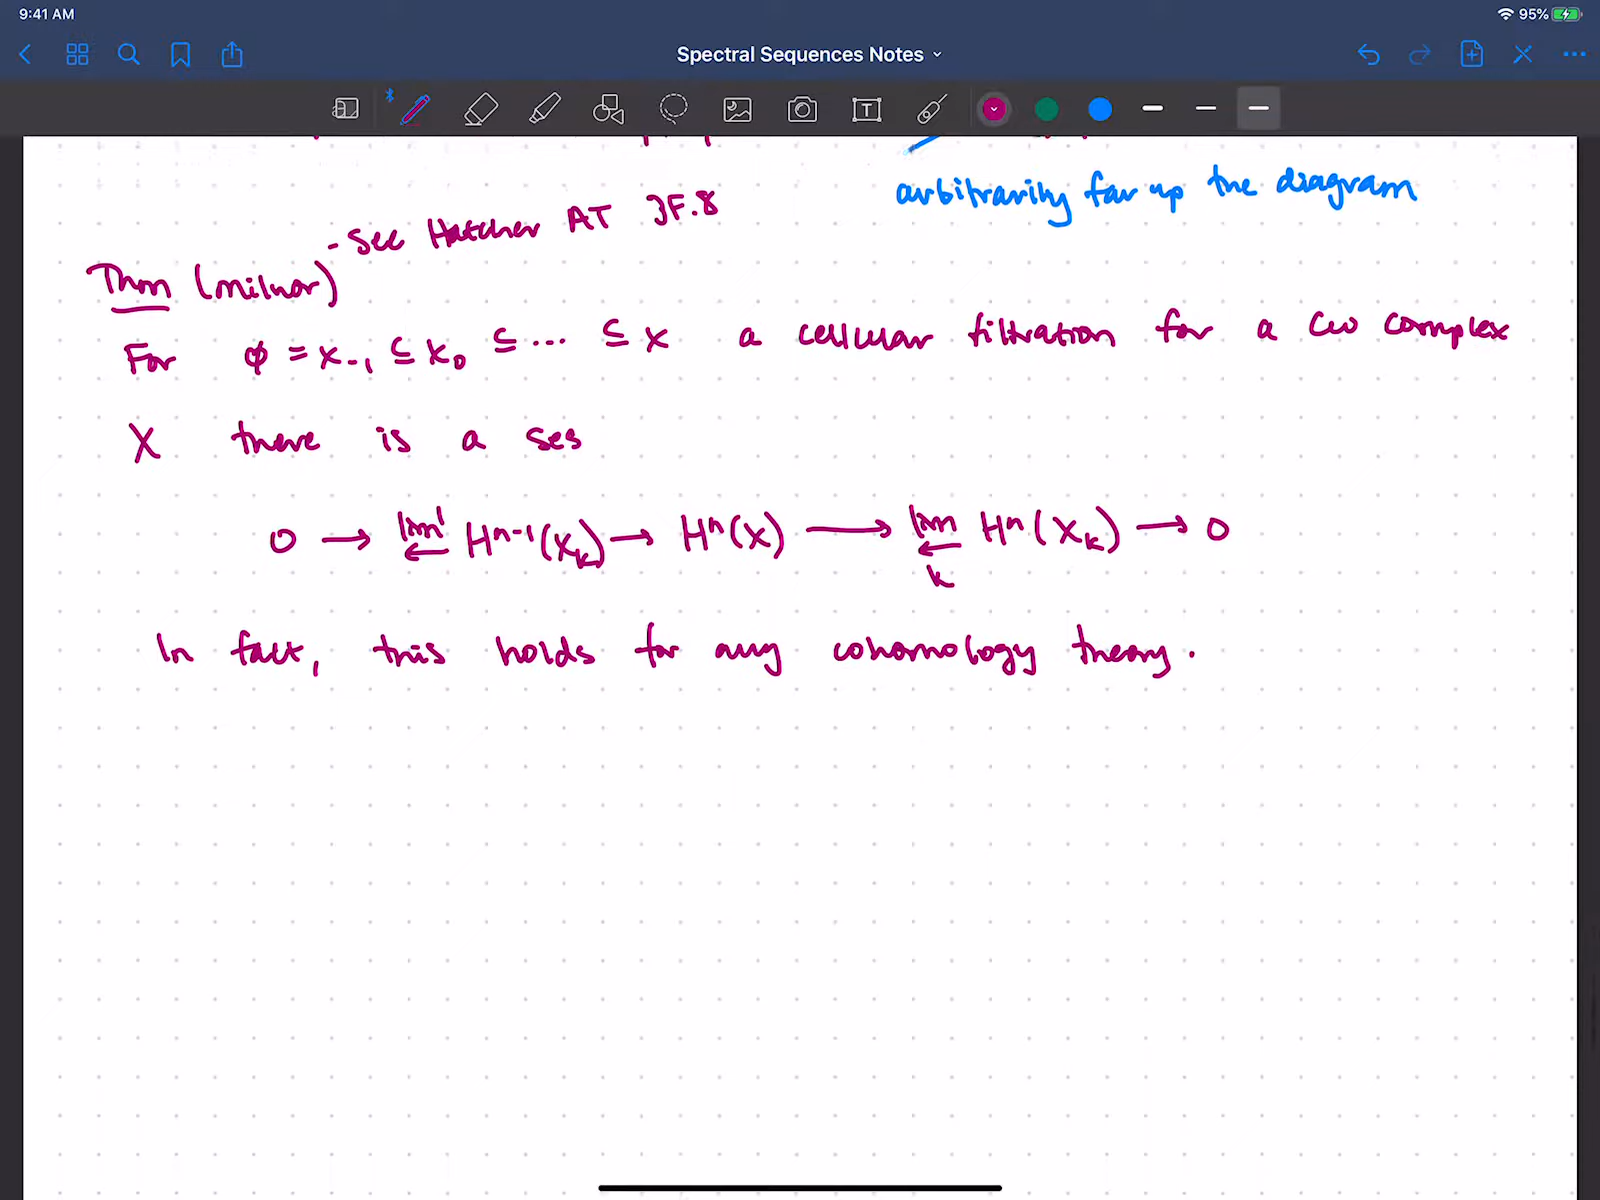 9:41 AM
95%
Spectral Sequences Notes
arbitrarily far up the diagram
- See Hatcher AT 3F.8
Thm (Milnor)
For ∅ = X₋₁ ⊆ X₀ ⊆ ... ⊆ X a cellular filtration for a CW complex
X there is a ses
0 → lim¹← Hⁿ⁻¹(Xₖ) → Hⁿ(X) → lim←ₖ Hⁿ(Xₖ) → 0
In fact, this holds for any cohomology theory.